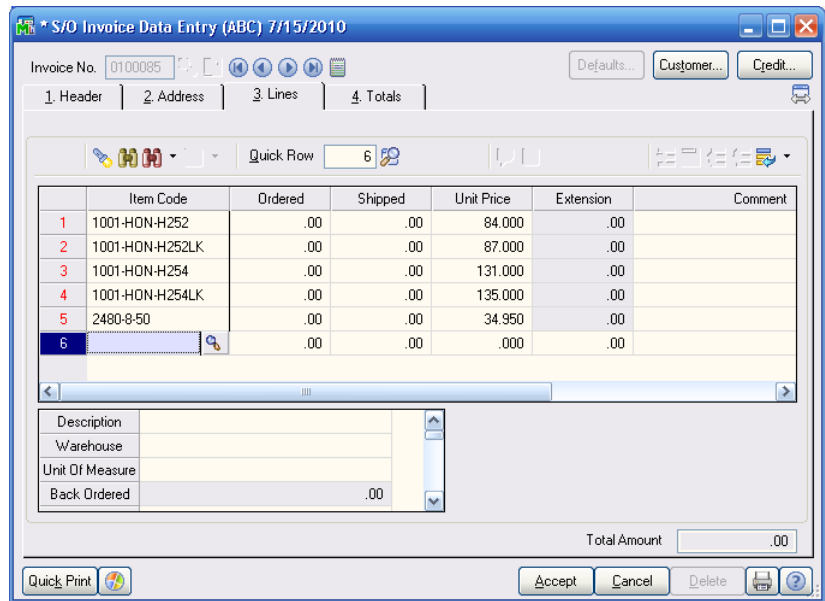 * S/O Invoice Data Entry (ABC) 7/15/2010
Invoice No. 0100085 Defaults... Customer... Credit...
1. Header 2. Address 3. Lines 4. Totals
Quick Row 6
Item Code Ordered Shipped Unit Price Extension Comment
1 1001-HON-H252 .00 .00 84.000 .00
2 1001-HON-H252LK .00 .00 87.000 .00
3 1001-HON-H254 .00 .00 131.000 .00
4 1001-HON-H254LK .00 .00 135.000 .00
5 2480-8-50 .00 .00 34.950 .00
6 .00 .00 .000 .00
Description
Warehouse
Unit Of Measure
Back Ordered .00
Total Amount .00
Quick Print Accept Cancel Delete